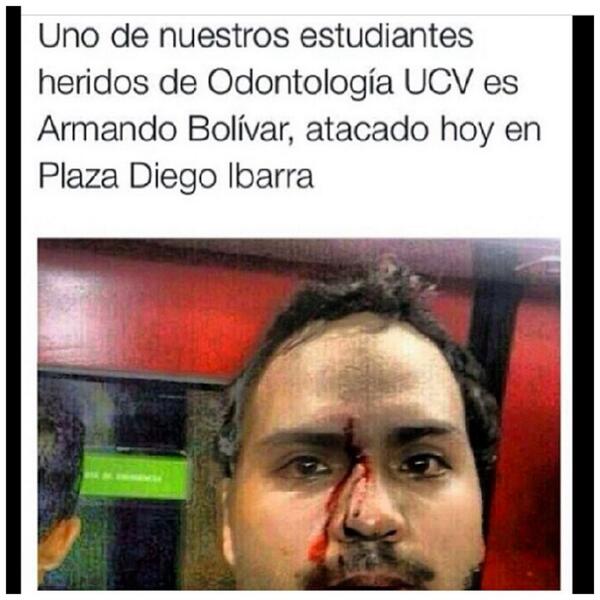 Uno de nuestros estudiantes
heridos de Odontología UCV es
Armando Bolívar, atacado hoy en
Plaza Diego Ibarra